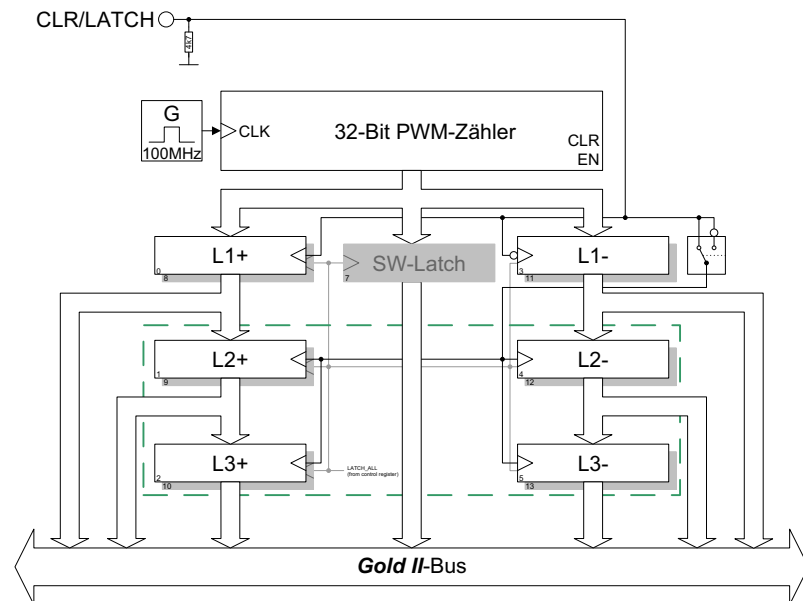 CLR/LATCH
4k7
G
100MHz
CLK
32-Bit PWM-Zähler
CLR
EN
L1+
0
8
SW-Latch
7
L1-
3
11
L2+
1
9
L2-
4
12
L3+
2
10
LATCH_ALL
(from control register)
L3-
5
13
Gold II-Bus